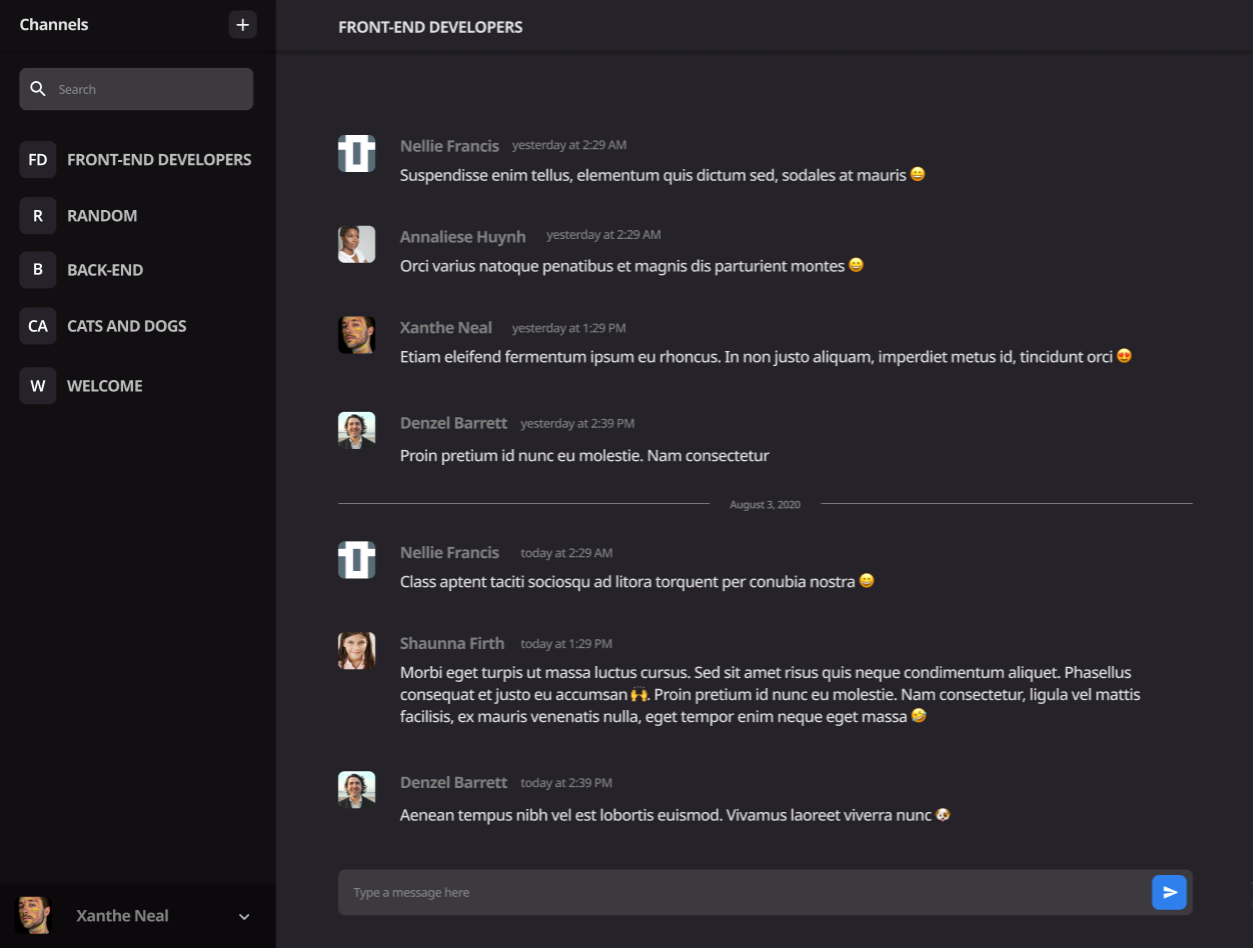 Channels
+
Search
FD FRONT-END DEVELOPERS
R RANDOM
B BACK-END
CA CATS AND DOGS
W WELCOME
Xanthe Neal
FRONT-END DEVELOPERS
Nellie Francis yesterday at 2:29 AM
Suspendisse enim tellus, elementum quis dictum sed, sodales at mauris 😄
Annaliese Huynh yesterday at 2:29 AM
Orci varius natoque penatibus et magnis dis parturient montes 😄
Xanthe Neal yesterday at 1:29 PM
Etiam eleifend fermentum ipsum eu rhoncus. In non justo aliquam, imperdiet metus id, tincidunt orci 😍
Denzel Barrett yesterday at 2:39 PM
Proin pretium id nunc eu molestie. Nam consectetur
August 3, 2020
Nellie Francis today at 2:29 AM
Class aptent taciti sociosqu ad litora torquent per conubia nostra 😄
Shaunna Firth today at 1:29 PM
Morbi eget turpis ut massa luctus cursus. Sed sit amet risus quis neque condimentum aliquet. Phasellus
consequat et justo eu accumsan 🙌. Proin pretium id nunc eu molestie. Nam consectetur, ligula vel mattis
facilisis, ex mauris venenatis nulla, eget tempor enim neque eget massa 🤣
Denzel Barrett today at 2:39 PM
Aenean tempus nibh vel est lobortis euismod. Vivamus laoreet viverra nunc 🐶
Type a message here